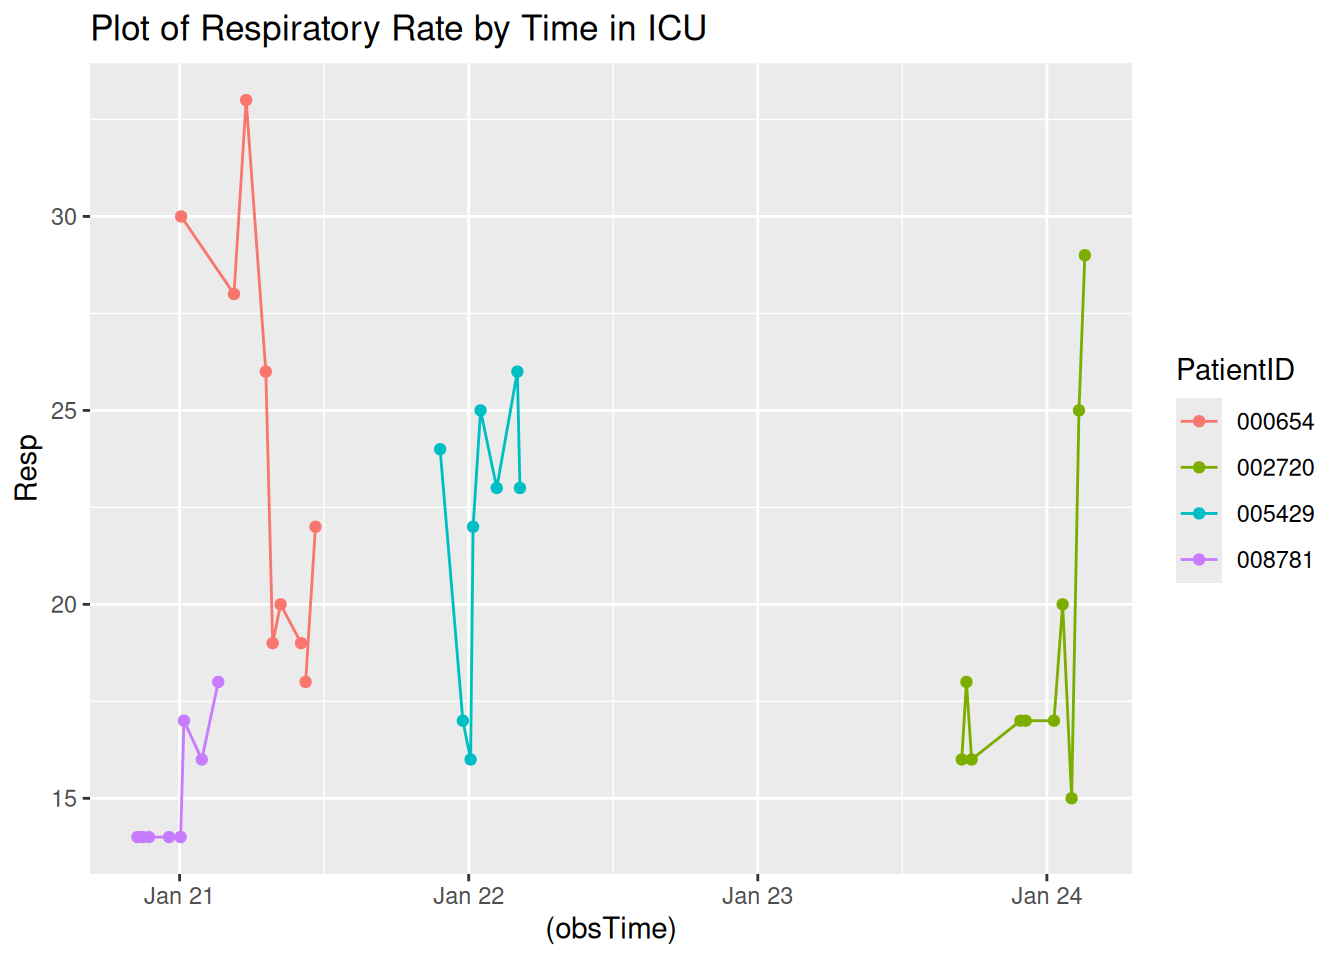 Plot of Respiratory Rate by Time in ICU
Resp
30
25
20
15
Jan 21 Jan 22 Jan 23 Jan 24
(obsTime)
PatientID
000654
002720
005429
008781